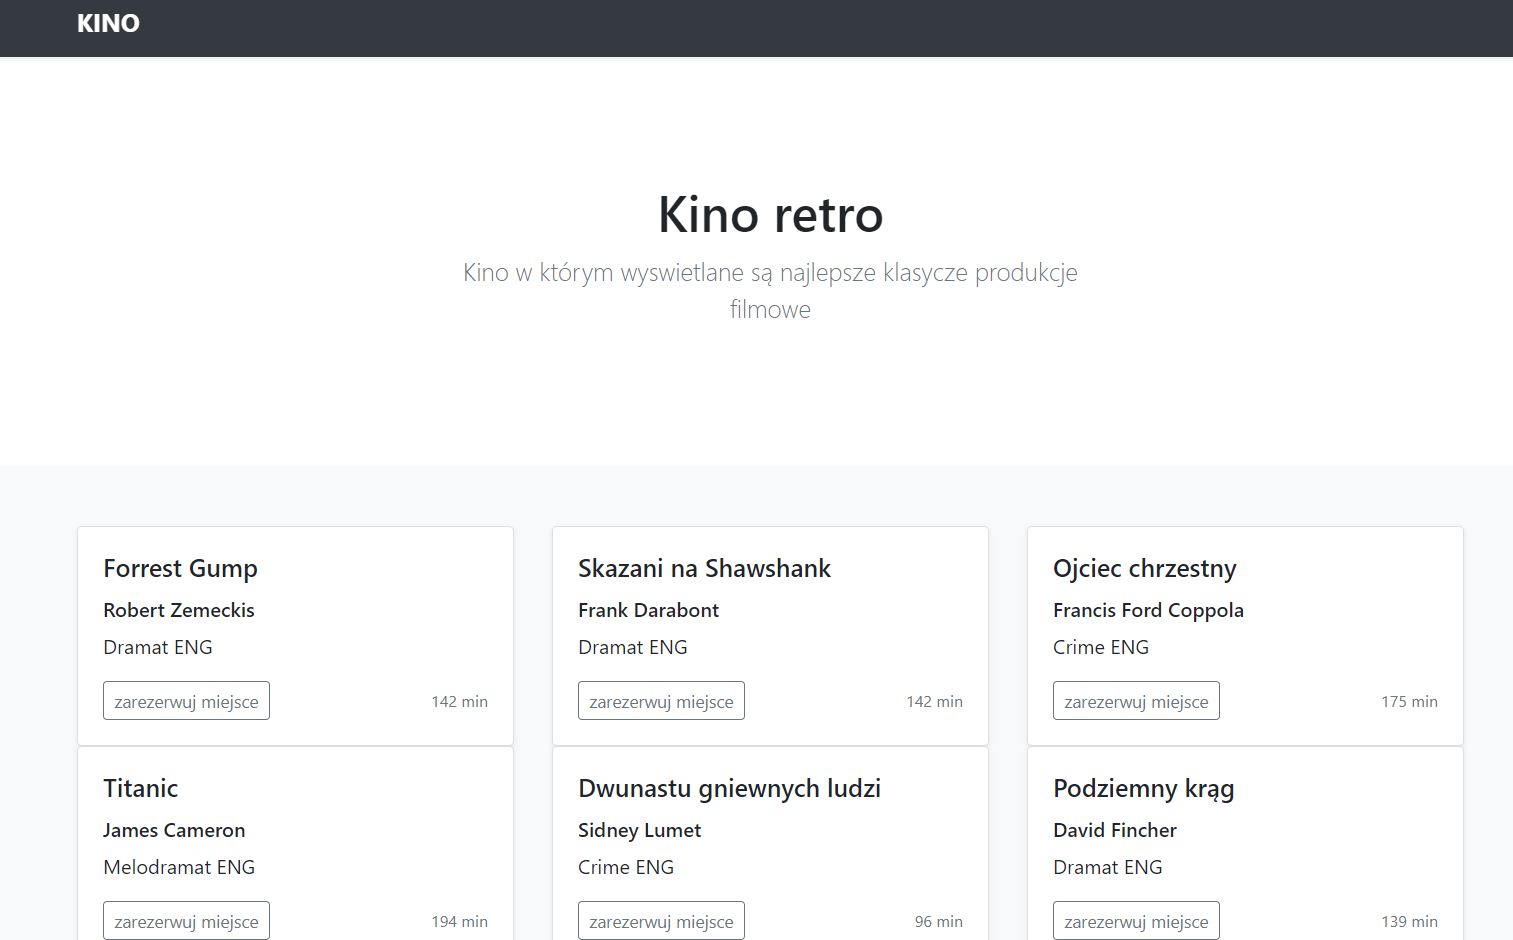 KINO
Kino retro
Kino w którym wyswietlane są najlepsze klasycze produkcje
filmowe
Forrest Gump
Robert Zemeckis
Dramat ENG
zarezerwuj miejsce
142 min
Skazani na Shawshank
Frank Darabont
Dramat ENG
zarezerwuj miejsce
142 min
Ojciec chrzestny
Francis Ford Coppola
Crime ENG
zarezerwuj miejsce
175 min
Titanic
James Cameron
Melodramat ENG
zarezerwuj miejsce
194 min
Dwunastu gniewnych ludzi
Sidney Lumet
Crime ENG
zarezerwuj miejsce
96 min
Podziemny krąg
David Fincher
Dramat ENG
zarezerwuj miejsce
139 min